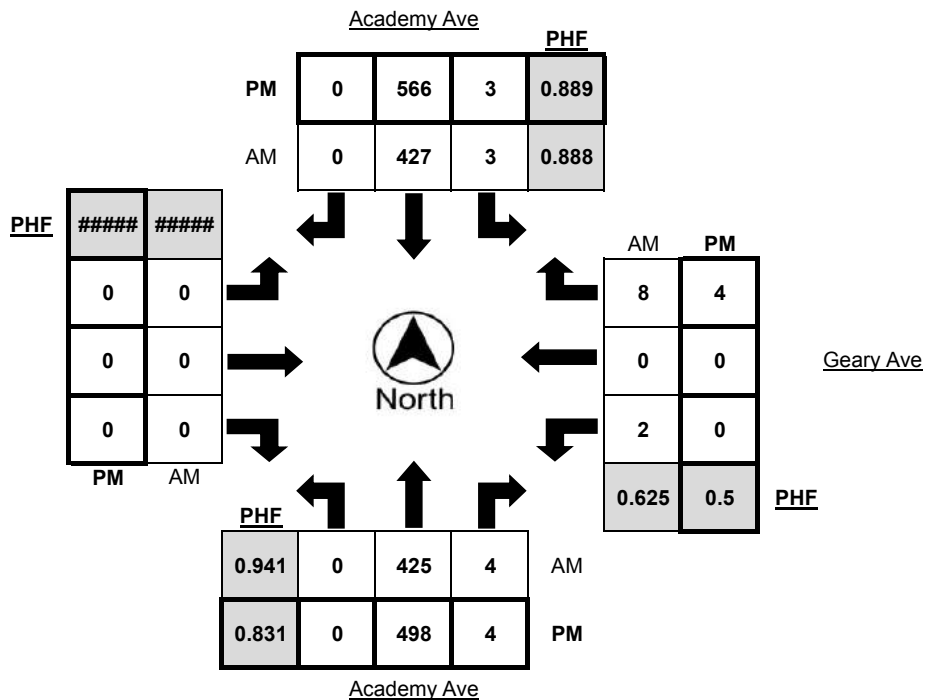 Academy Ave
PHF
PM 0 566 3 0.889
AM 0 427 3 0.888
PHF ##### #####
0 0
0 0
0 0
PM AM
AM PM
8 4
0 0
2 0
0.625 0.5 PHF
Geary Ave
North
PHF
0.941 0 425 4 AM
0.831 0 498 4 PM
Academy Ave